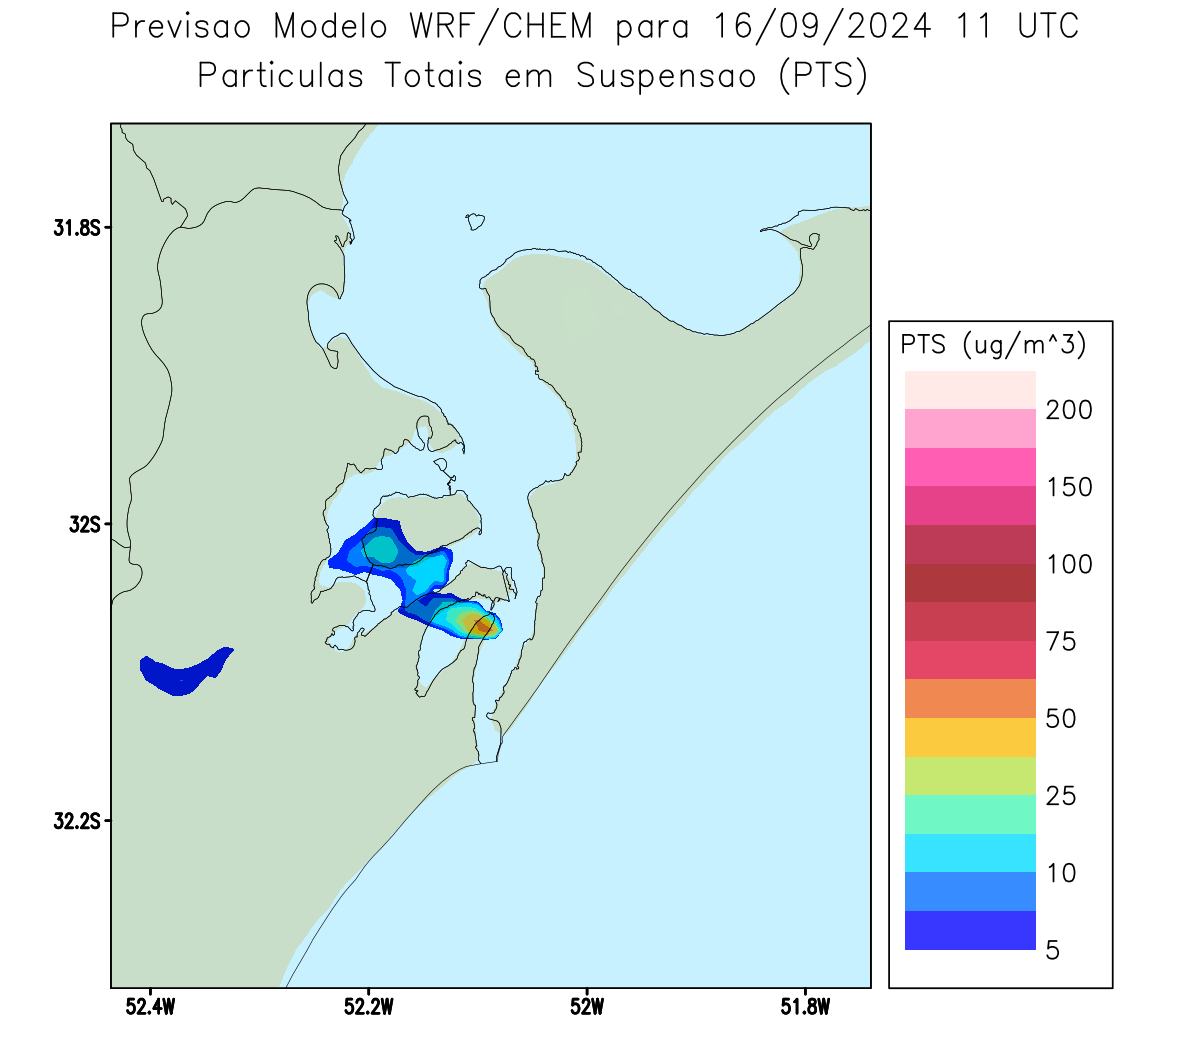 Previsao Modelo WRF/CHEM para 16/09/2024 11 UTC
Particulas Totais em Suspensao (PTS)
31.8S
32S
32.2S
52.4W
52.2W
52W
51.8W
PTS (ug/m^3)
200
150
100
75
50
25
10
5